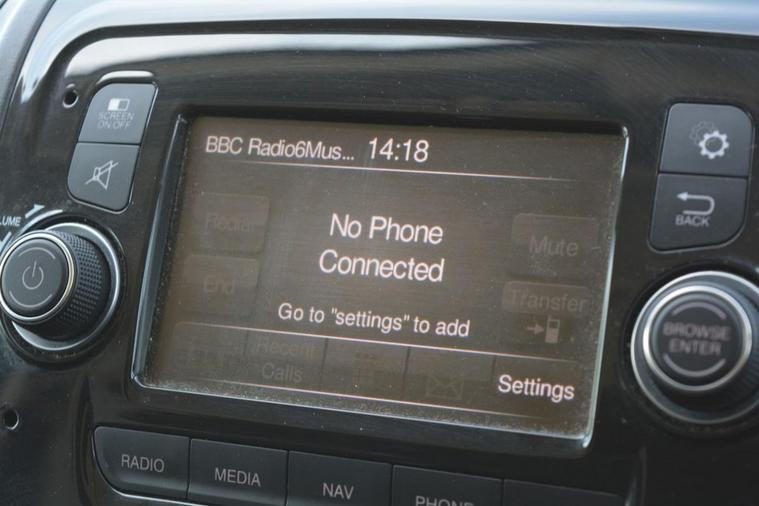 SCREEN
ON/OFF
BBC Radio6Mus... 14:18
BACK
VOLUME
Redial
No Phone
Connected
Mute
End
Go to "settings" to add
Transfer
BROWSE
ENTER
Recent
Calls
Settings
RADIO
MEDIA
NAV
PHONE